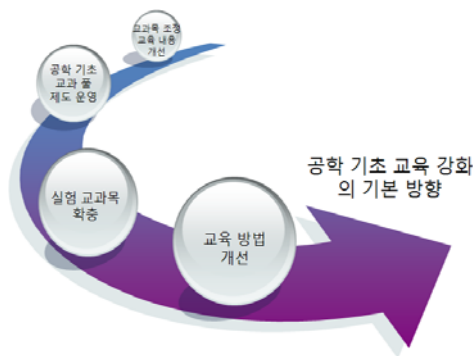 교과목 조정
교육 내용
개선
공학 기초
교과 풀
제도 운영
실험 교과목
확충
교육 방법
개선
공학 기초 교육 강화
의 기본 방향